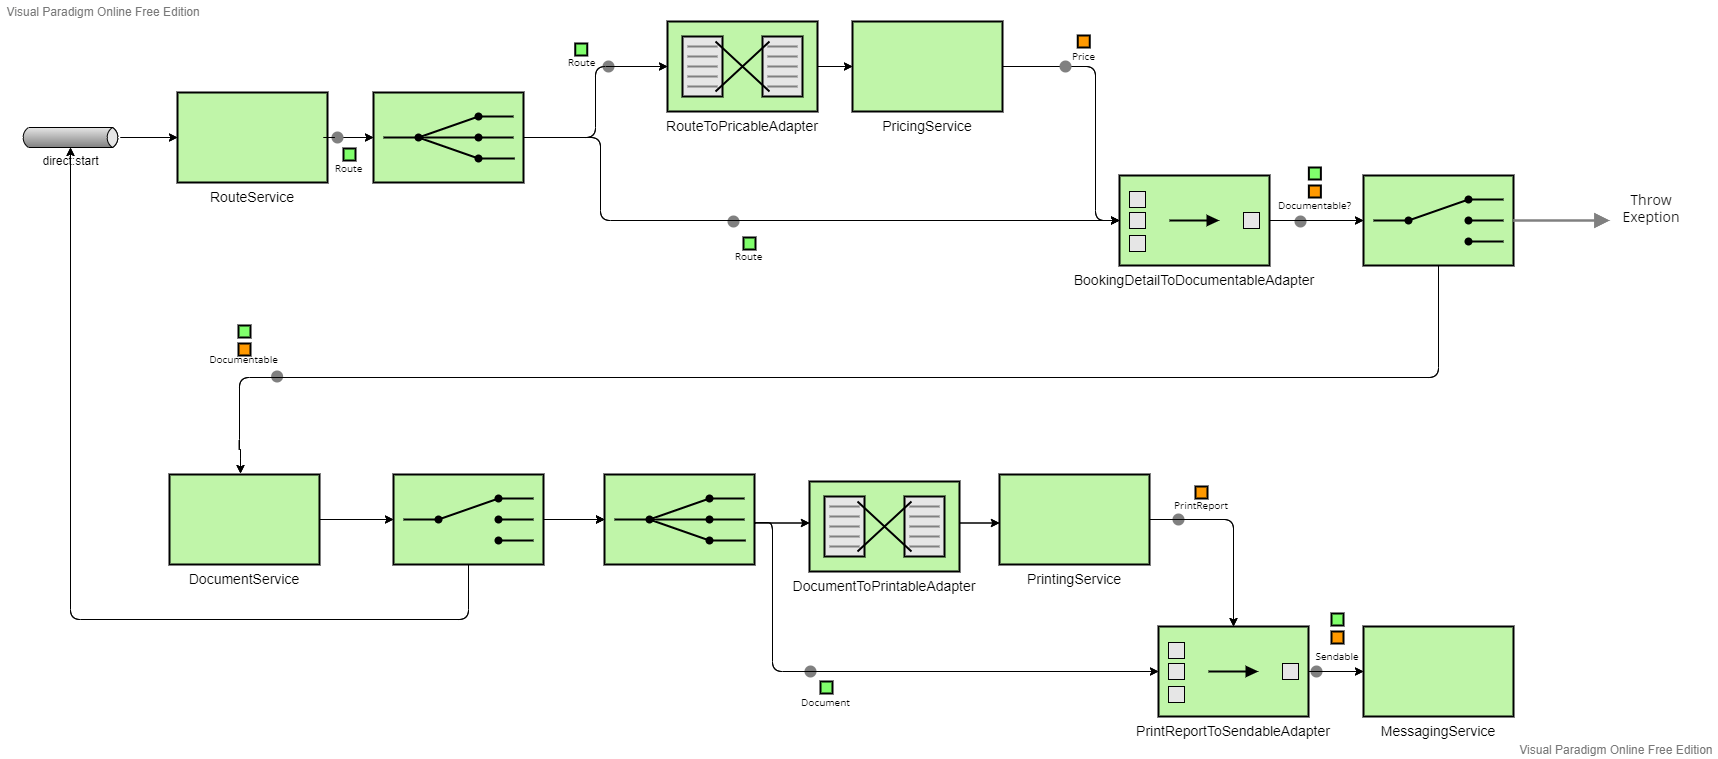 Visual Paradigm Online Free Edition
Route
Price
RouteToPricableAdapter
PricingService
direct:start
Route
RouteService
Documentable?
Throw
Exeption
Route
BookingDetailToDocumentableAdapter
Documentable
PrintReport
DocumentService
DocumentToPrintableAdapter
PrintingService
Sendable
Document
PrintReportToSendableAdapter
MessagingService
Visual Paradigm Online Free Edition